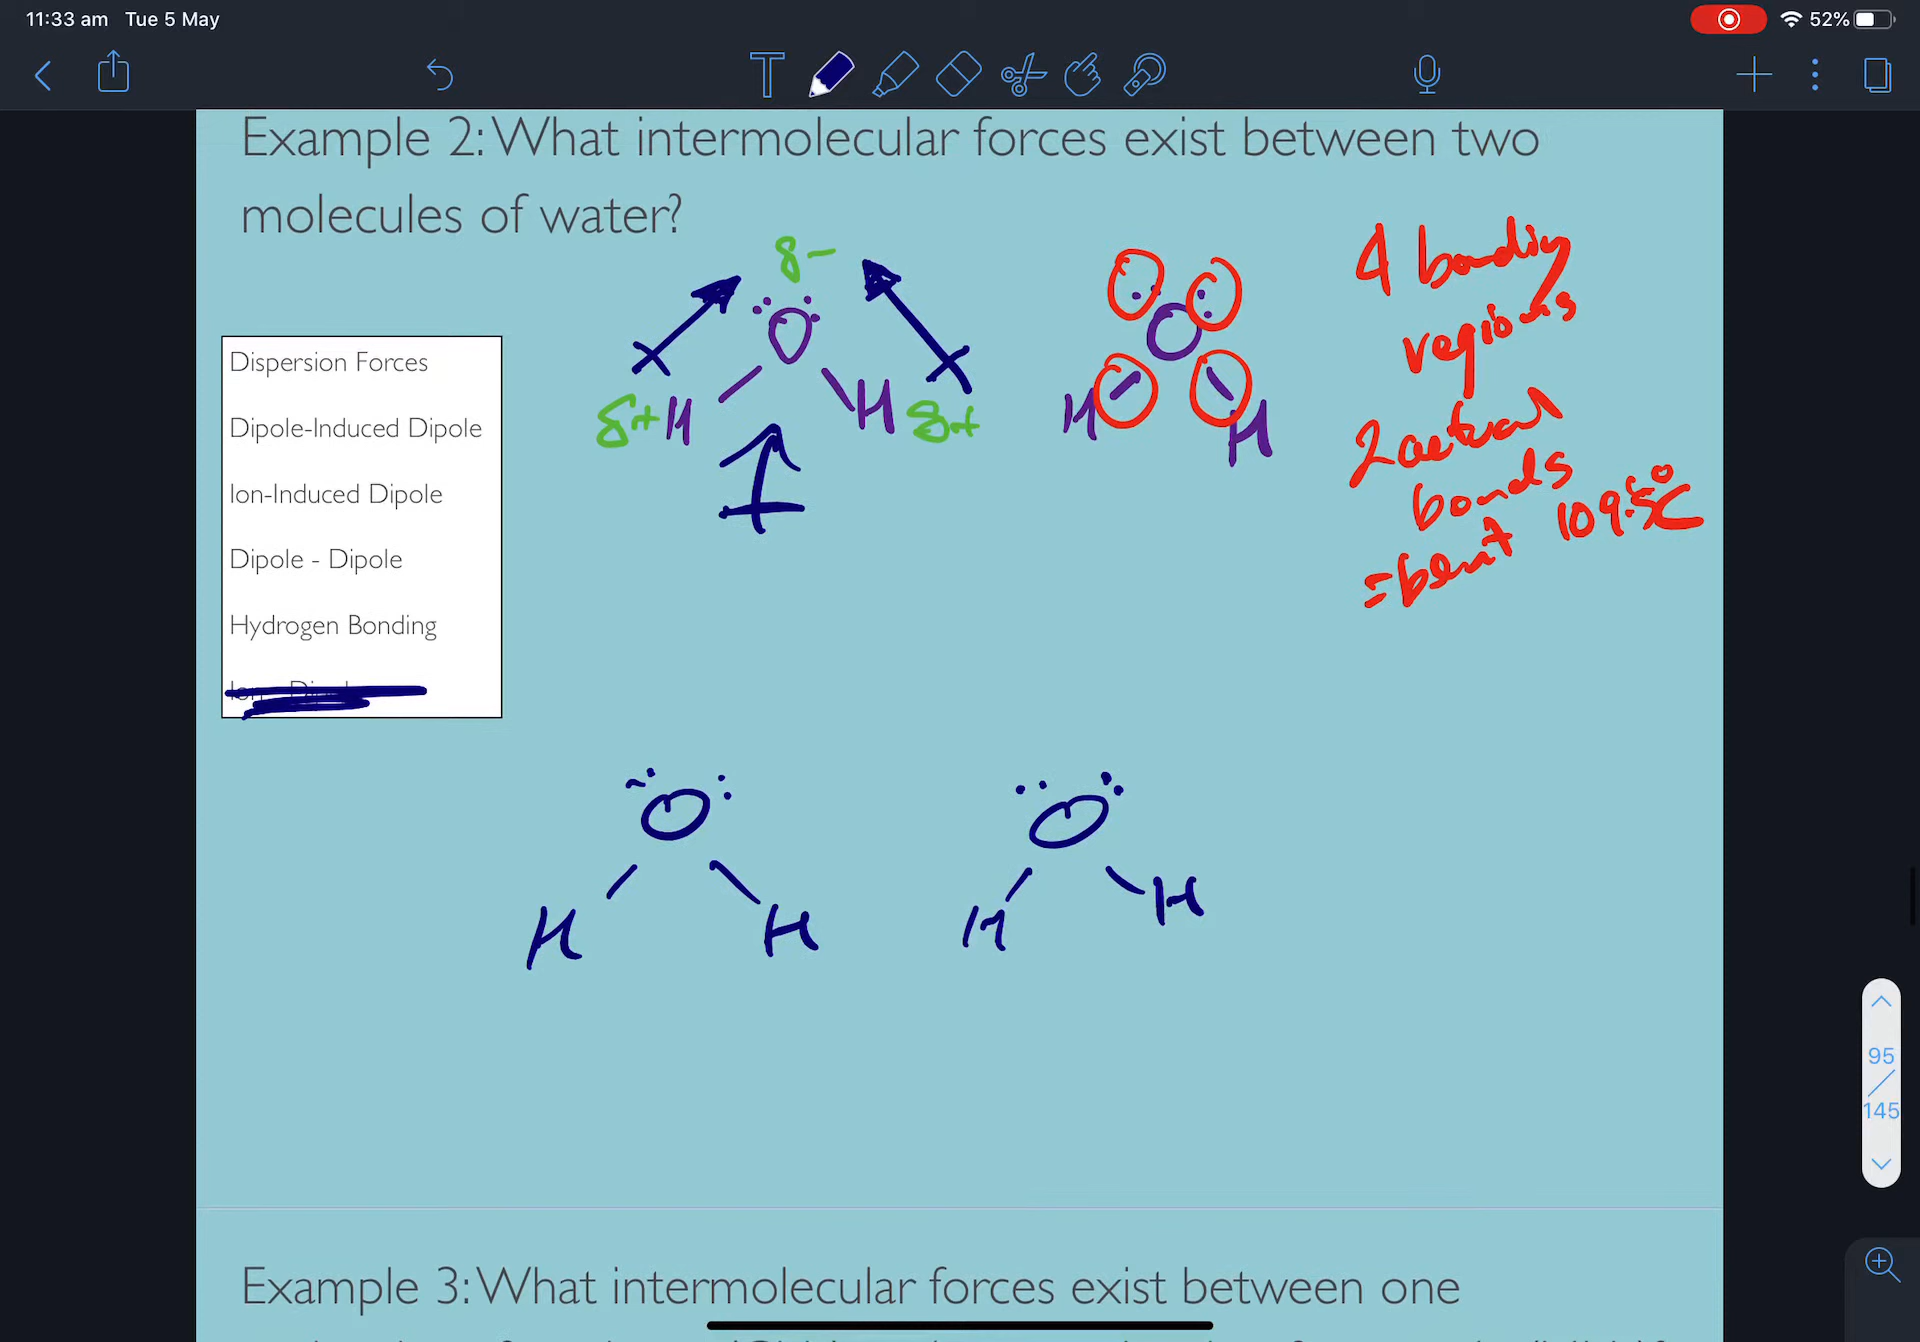 11:33 am Tue 5 May
52%
Example 2: What intermolecular forces exist between two
molecules of water?
δ-
O
δ+ H
H δ+
O
H
H
4 bonding
regions
2 actual
bonds
= bent 109.5°C
Dispersion Forces
Dipole-Induced Dipole
Ion-Induced Dipole
Dipole - Dipole
Hydrogen Bonding
O
H
H
O
H
H
95
145
Example 3: What intermolecular forces exist between one